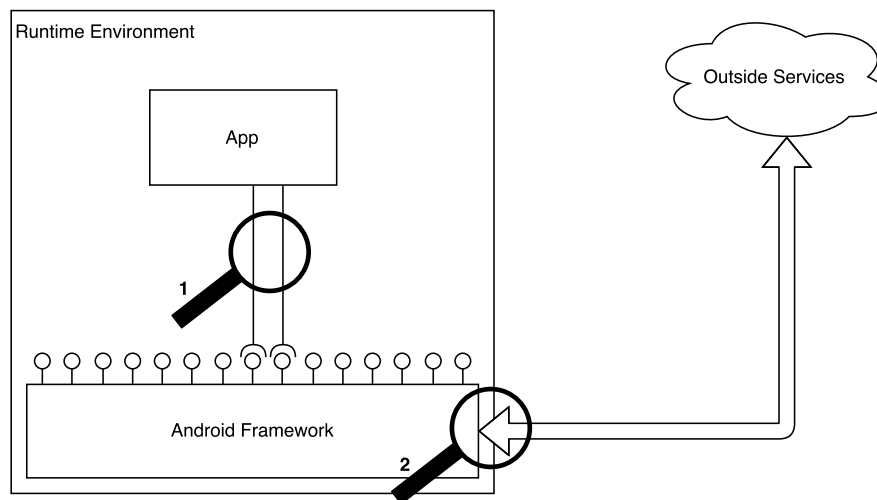 Runtime Environment
Outside Services
App
1
Android Framework
2